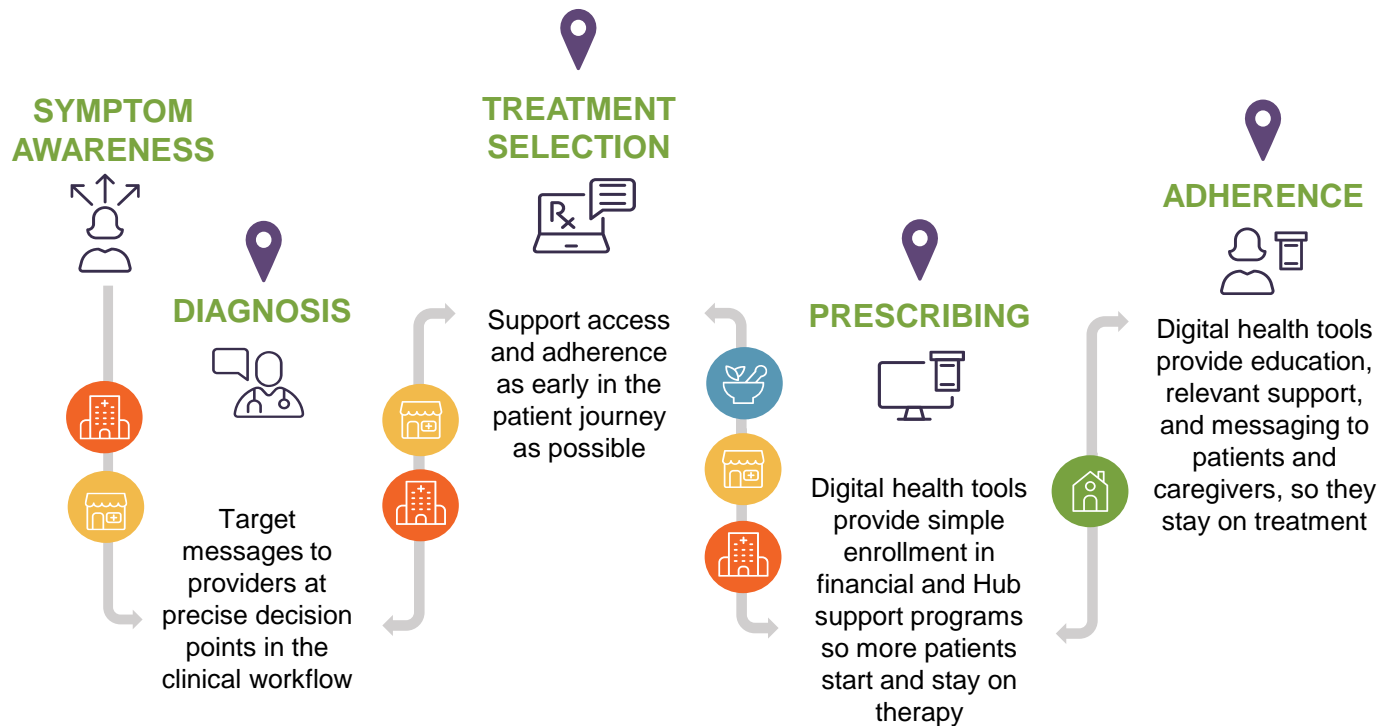 SYMPTOM
AWARENESS
DIAGNOSIS
Target
messages to
providers at
precise decision
points in the
clinical workflow
TREATMENT
SELECTION
Rx
Support access
and adherence
as early in the
patient journey
as possible
PRESCRIBING
Digital health tools
provide simple
enrollment in
financial and Hub
support programs
so more patients
start and stay on
therapy
ADHERENCE
Digital health tools
provide education,
relevant support,
and messaging to
patients and
caregivers, so they
stay on treatment